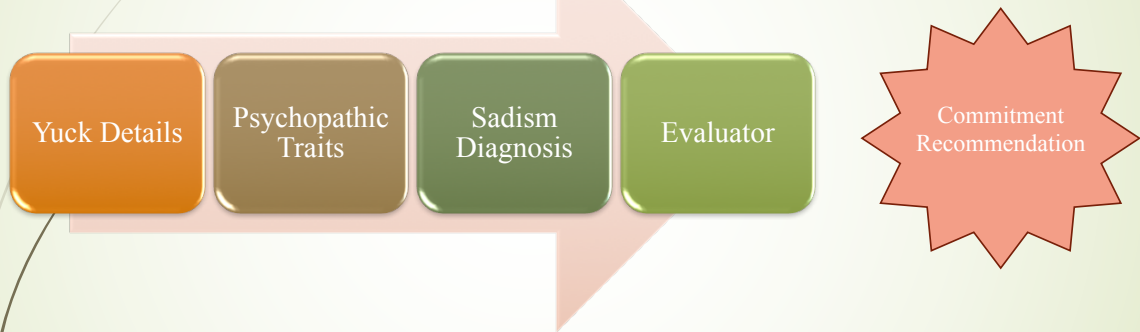 Yuck Details
Psychopathic
Traits
Sadism
Diagnosis
Evaluator
Commitment
Recommendation